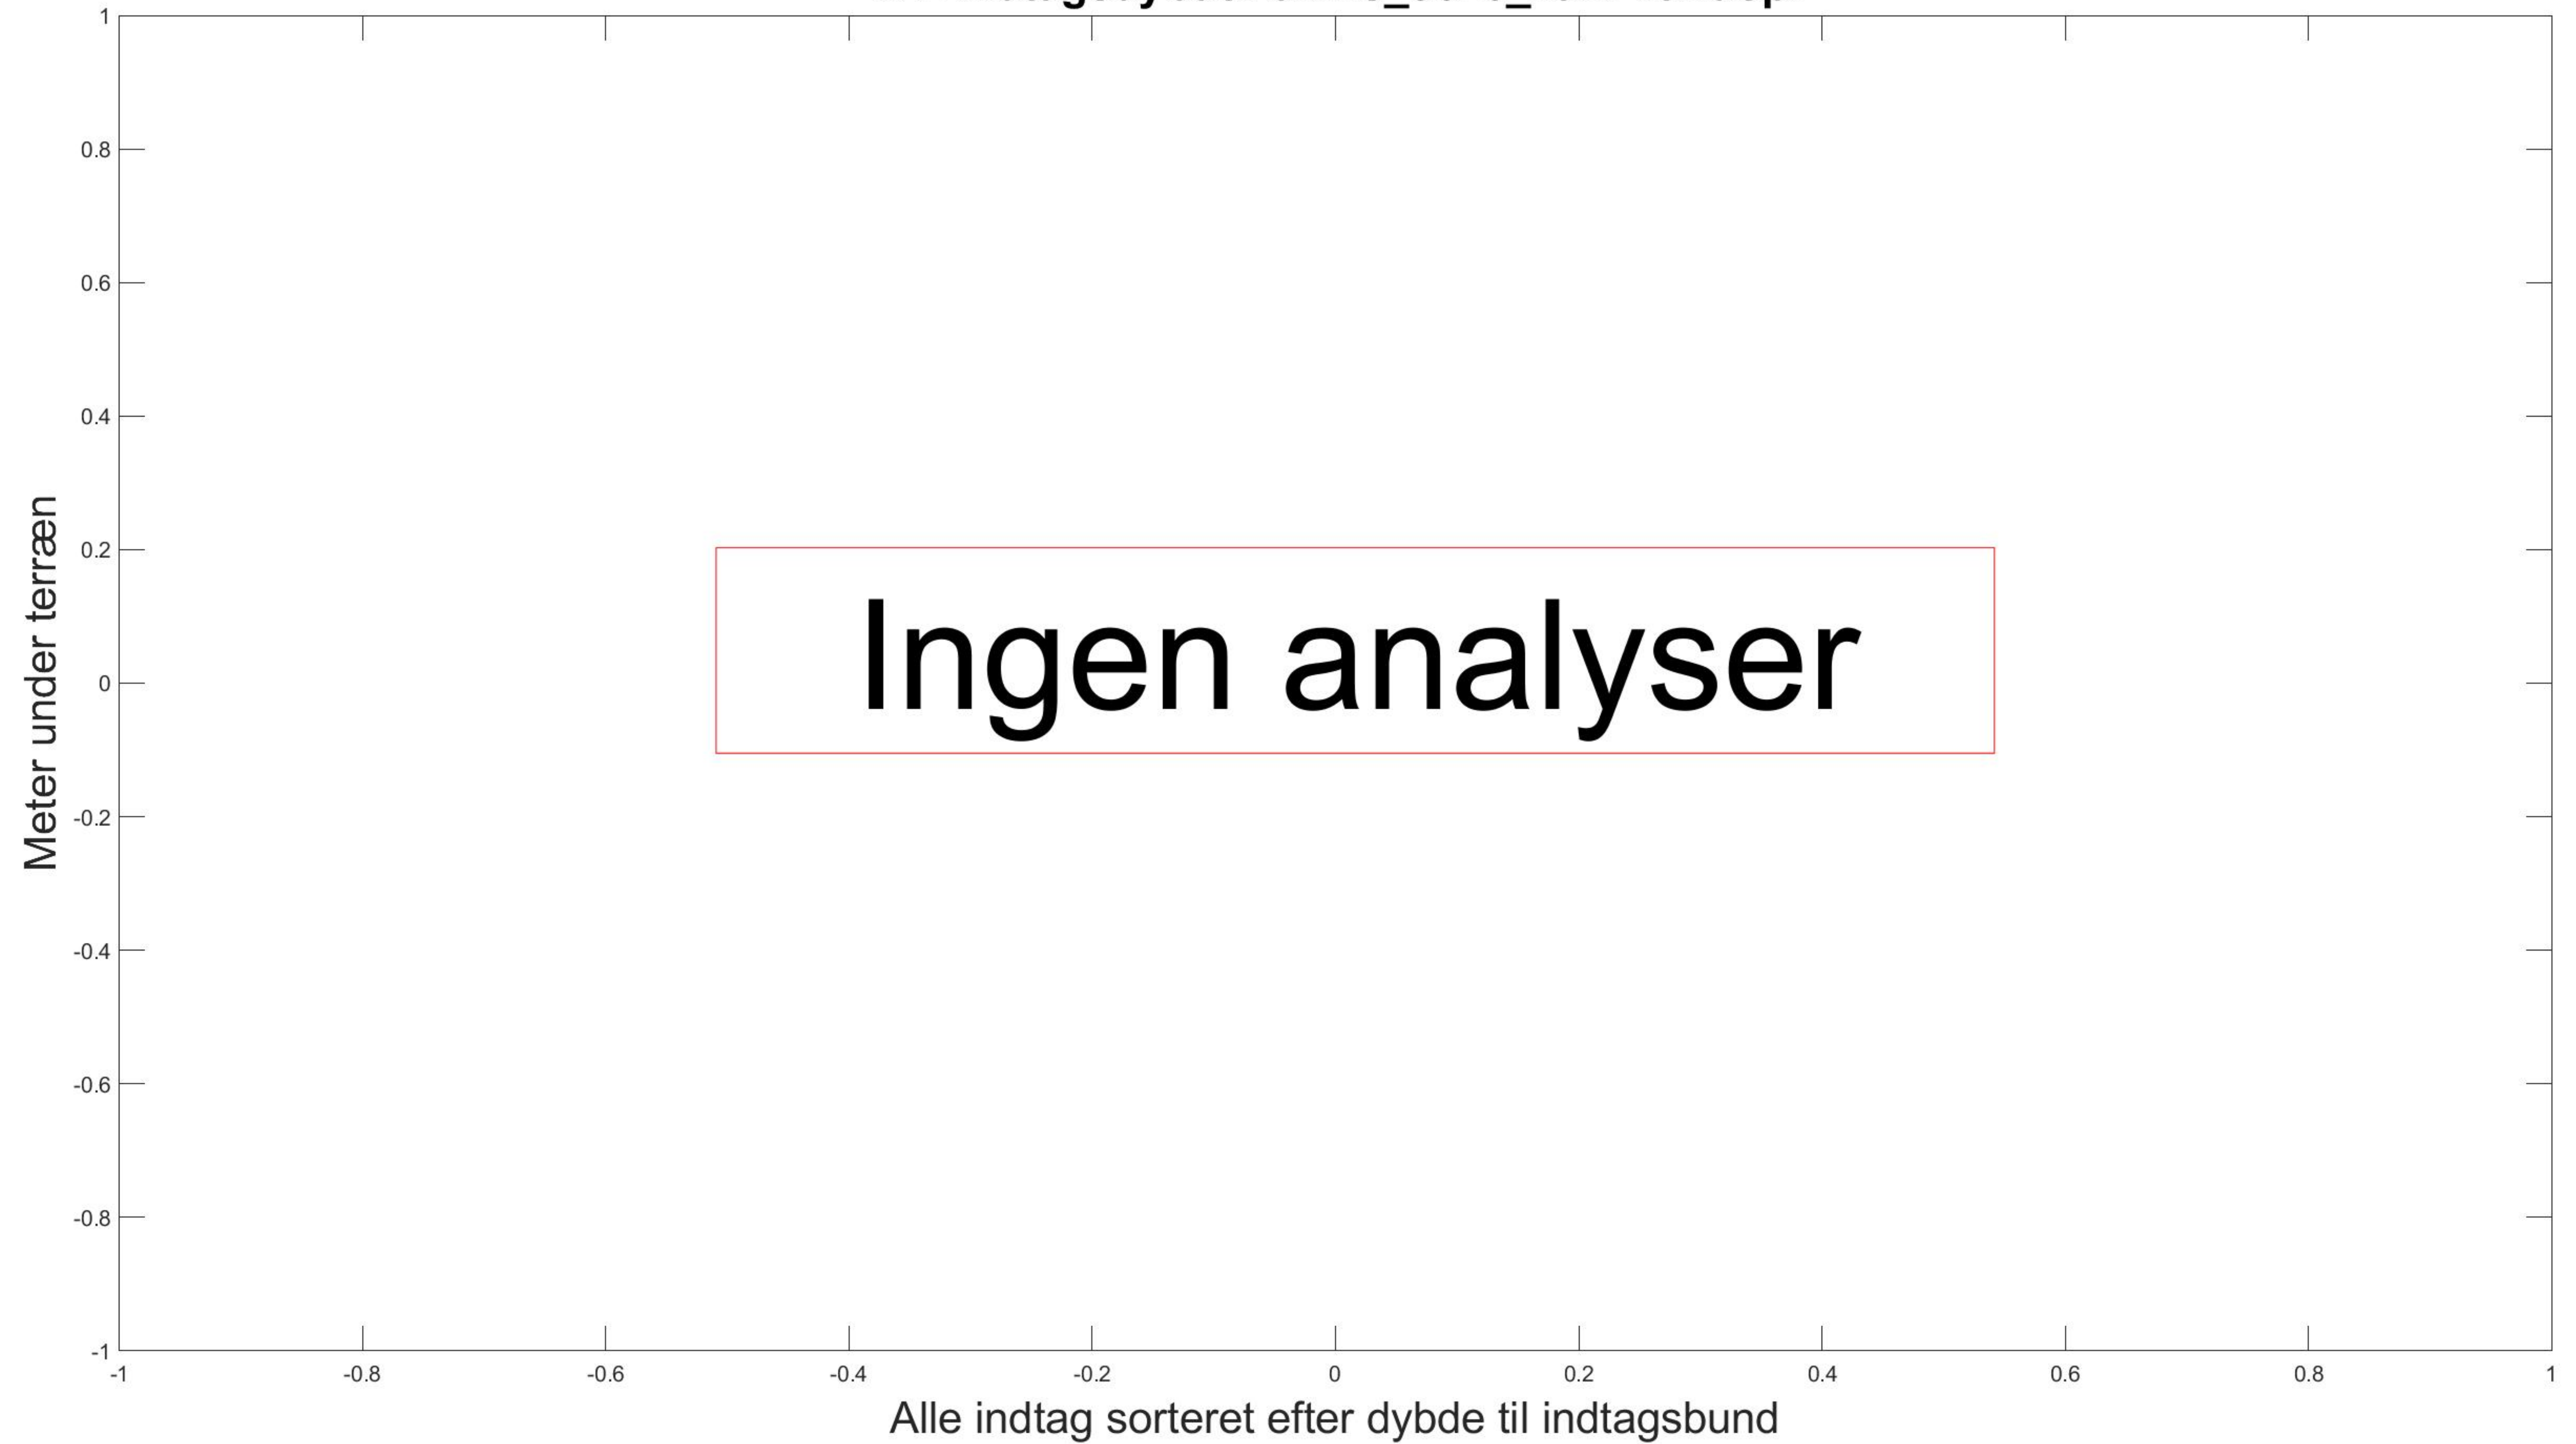 1
0.8
0.6
0.4
0.2
0
-0.2
-0.4
-0.6
-0.8
-1
Meter under terræn
Ingen analyser
-1 -0.8 -0.6 -0.4 -0.2 0 0.2 0.4 0.6 0.8 1
Alle indtag sorteret efter dybde til indtagsbund